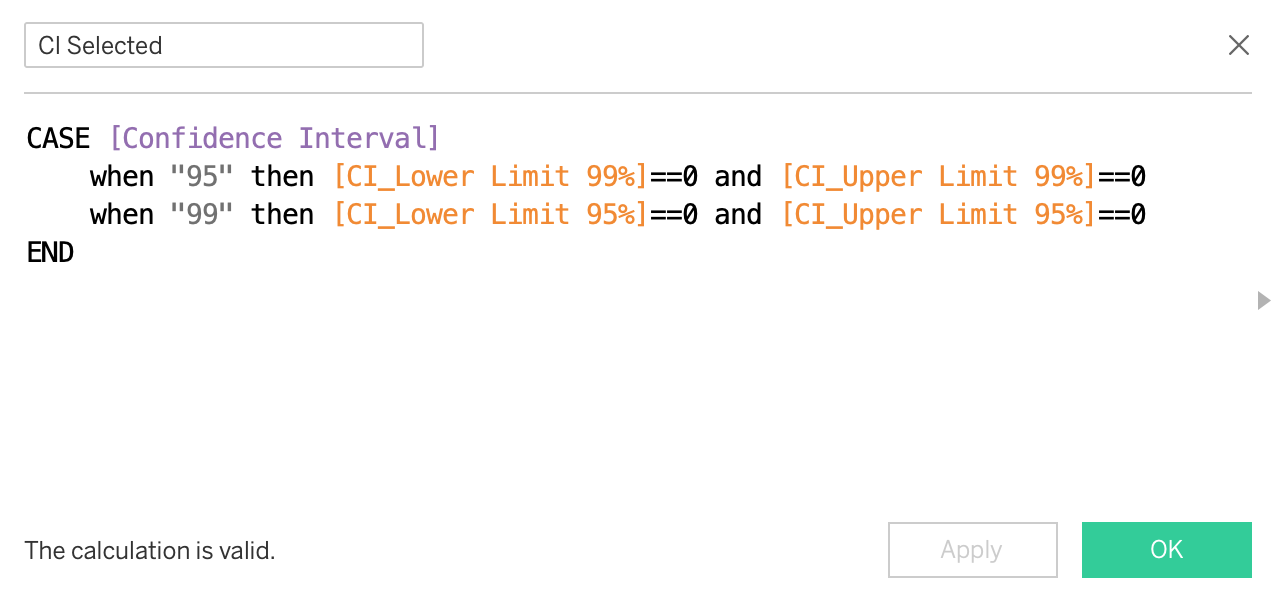 CI Selected
CASE [Confidence Interval]
    when "95" then [CI_Lower Limit 99%]==0 and [CI_Upper Limit 99%]==0
    when "99" then [CI_Lower Limit 95%]==0 and [CI_Upper Limit 95%]==0
END
The calculation is valid.
Apply
OK